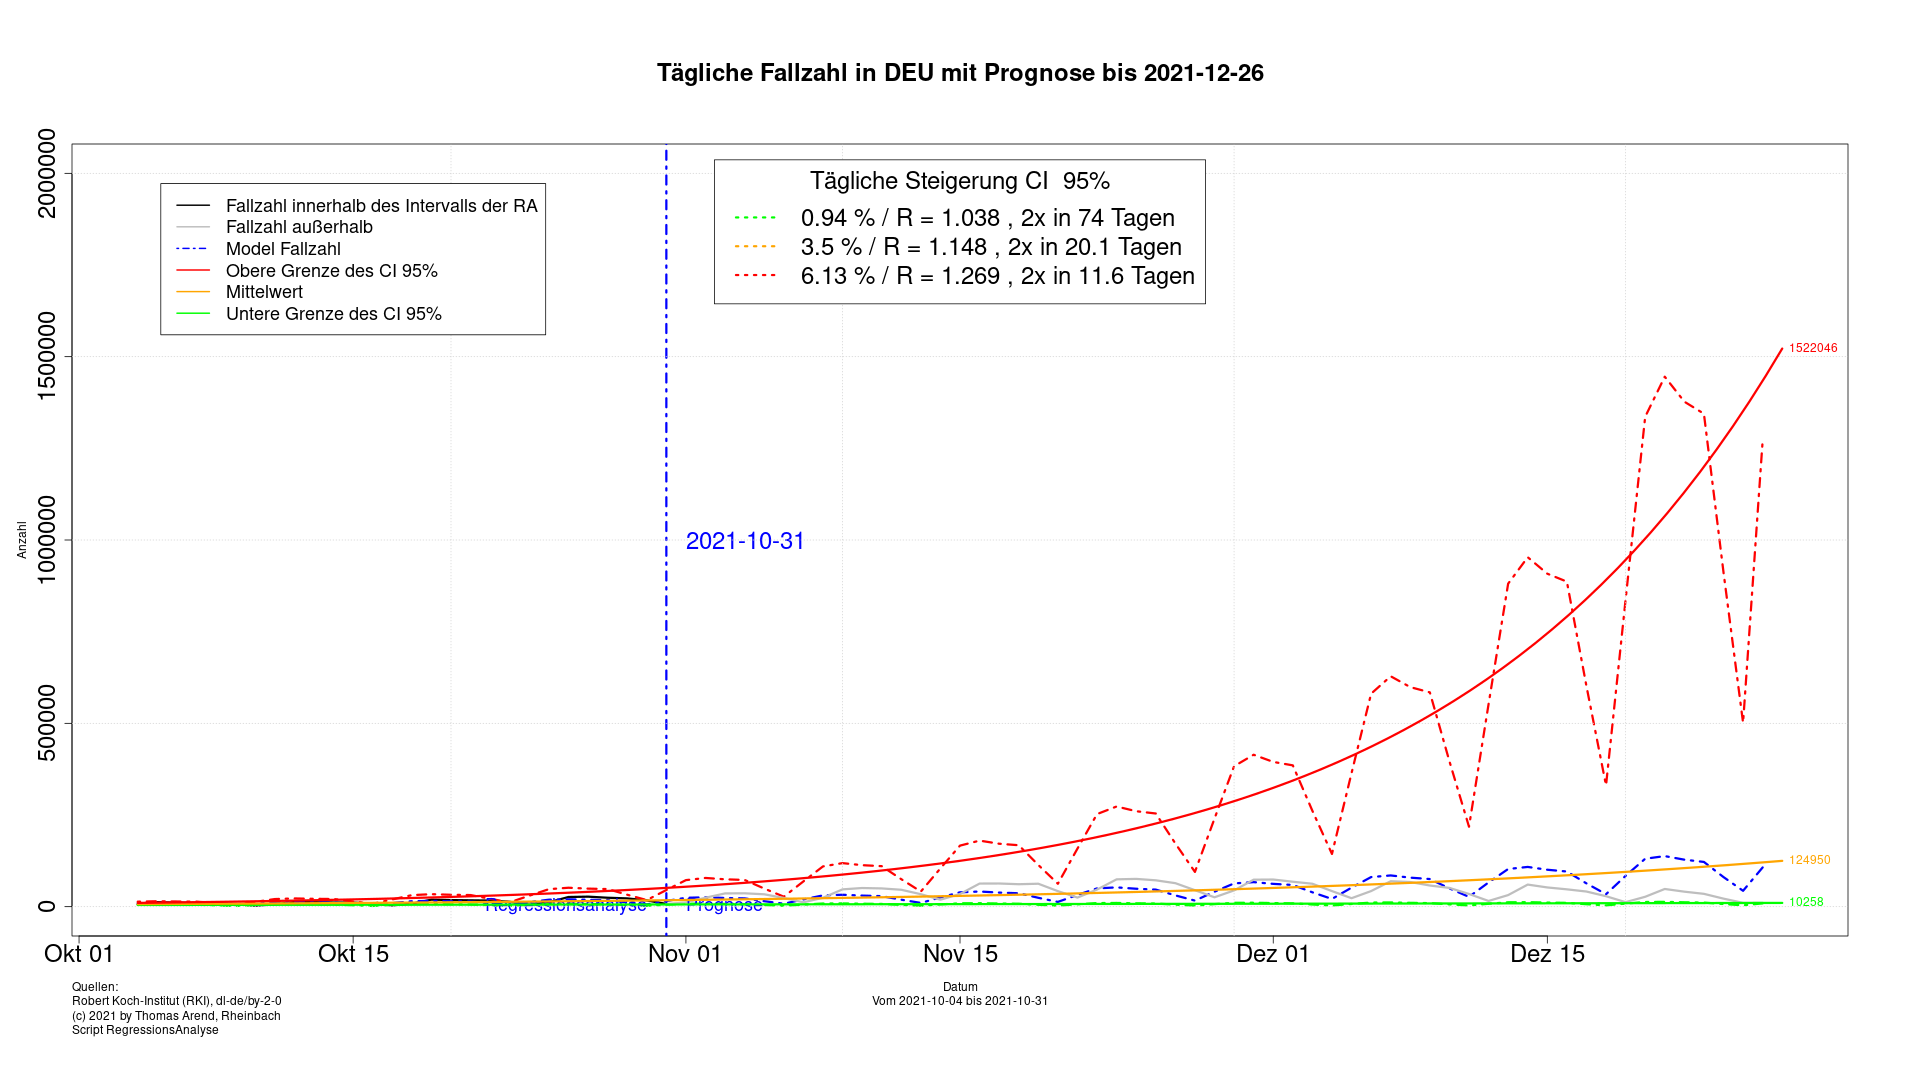 Tägliche Fallzahl in DEU mit Prognose bis 2021-12-26
Fallzahl innerhalb des Intervalls der RA
Fallzahl außerhalb
Model Fallzahl
Obere Grenze des CI 95%
Mittelwert
Untere Grenze des CI 95%
Tägliche Steigerung CI  95%
0.94 % / R = 1.038 , 2x in 74 Tagen
3.5 % / R = 1.148 , 2x in 20.1 Tagen
6.13 % / R = 1.269 , 2x in 11.6 Tagen
Anzahl
2000000
1500000
1000000
500000
0
1522046
2021-10-31
124950
10258
Regressionsanalyse
Prognose
Okt 01
Okt 15
Nov 01
Nov 15
Dez 01
Dez 15
Datum
Vom 2021-10-04 bis 2021-10-31
Quellen:
Robert Koch-Institut (RKI), dl-de/by-2-0
(c) 2021 by Thomas Arend, Rheinbach
Script RegressionsAnalyse